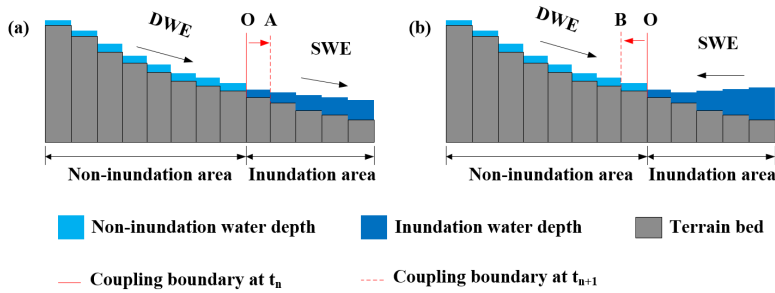 (a)
DWE
O A
SWE
Non-inundation area
Inundation area
(b)
DWE
B O
SWE
Non-inundation area
Inundation area
Non-inundation water depth
Inundation water depth
Terrain bed
Coupling boundary at tn
Coupling boundary at tn+1